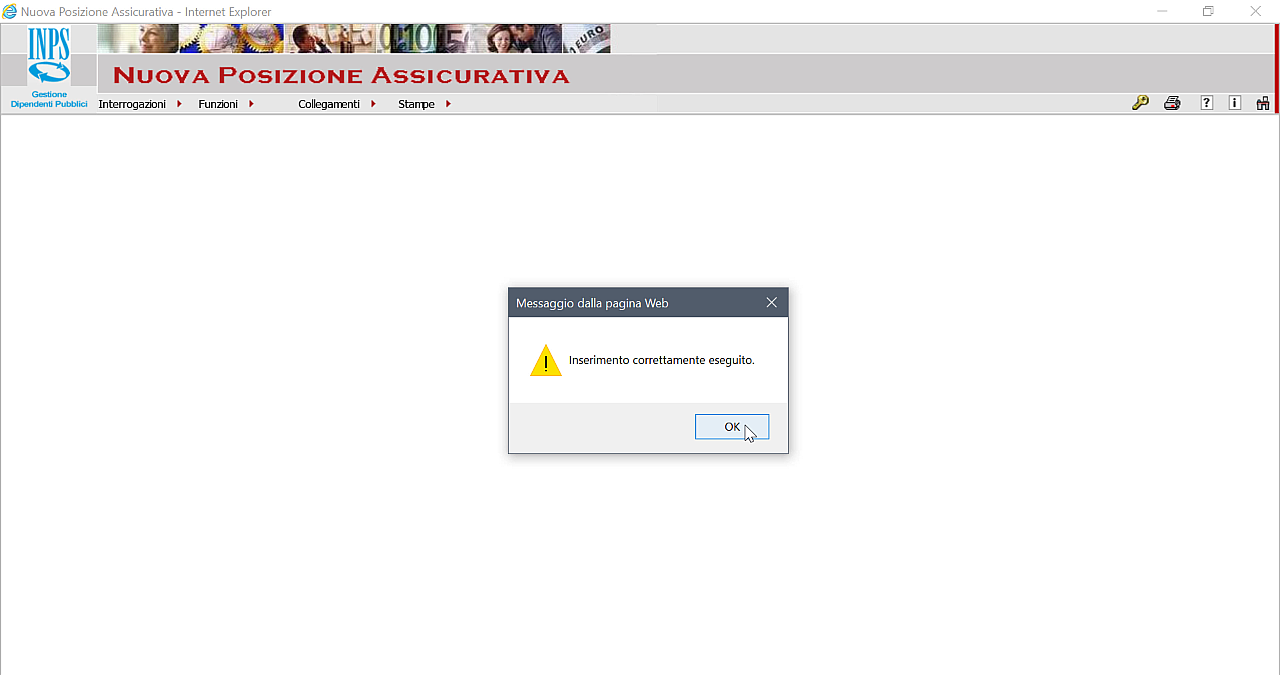 Nuova Posizione Assicurativa - Internet Explorer
INPS
Gestione
Dipendenti Pubblici
EURO
NUOVA POSIZIONE ASSICURATIVA
Interrogazioni Funzioni Collegamenti Stampe
? i
Messaggio dalla pagina Web
Inserimento correttamente eseguito.
OK